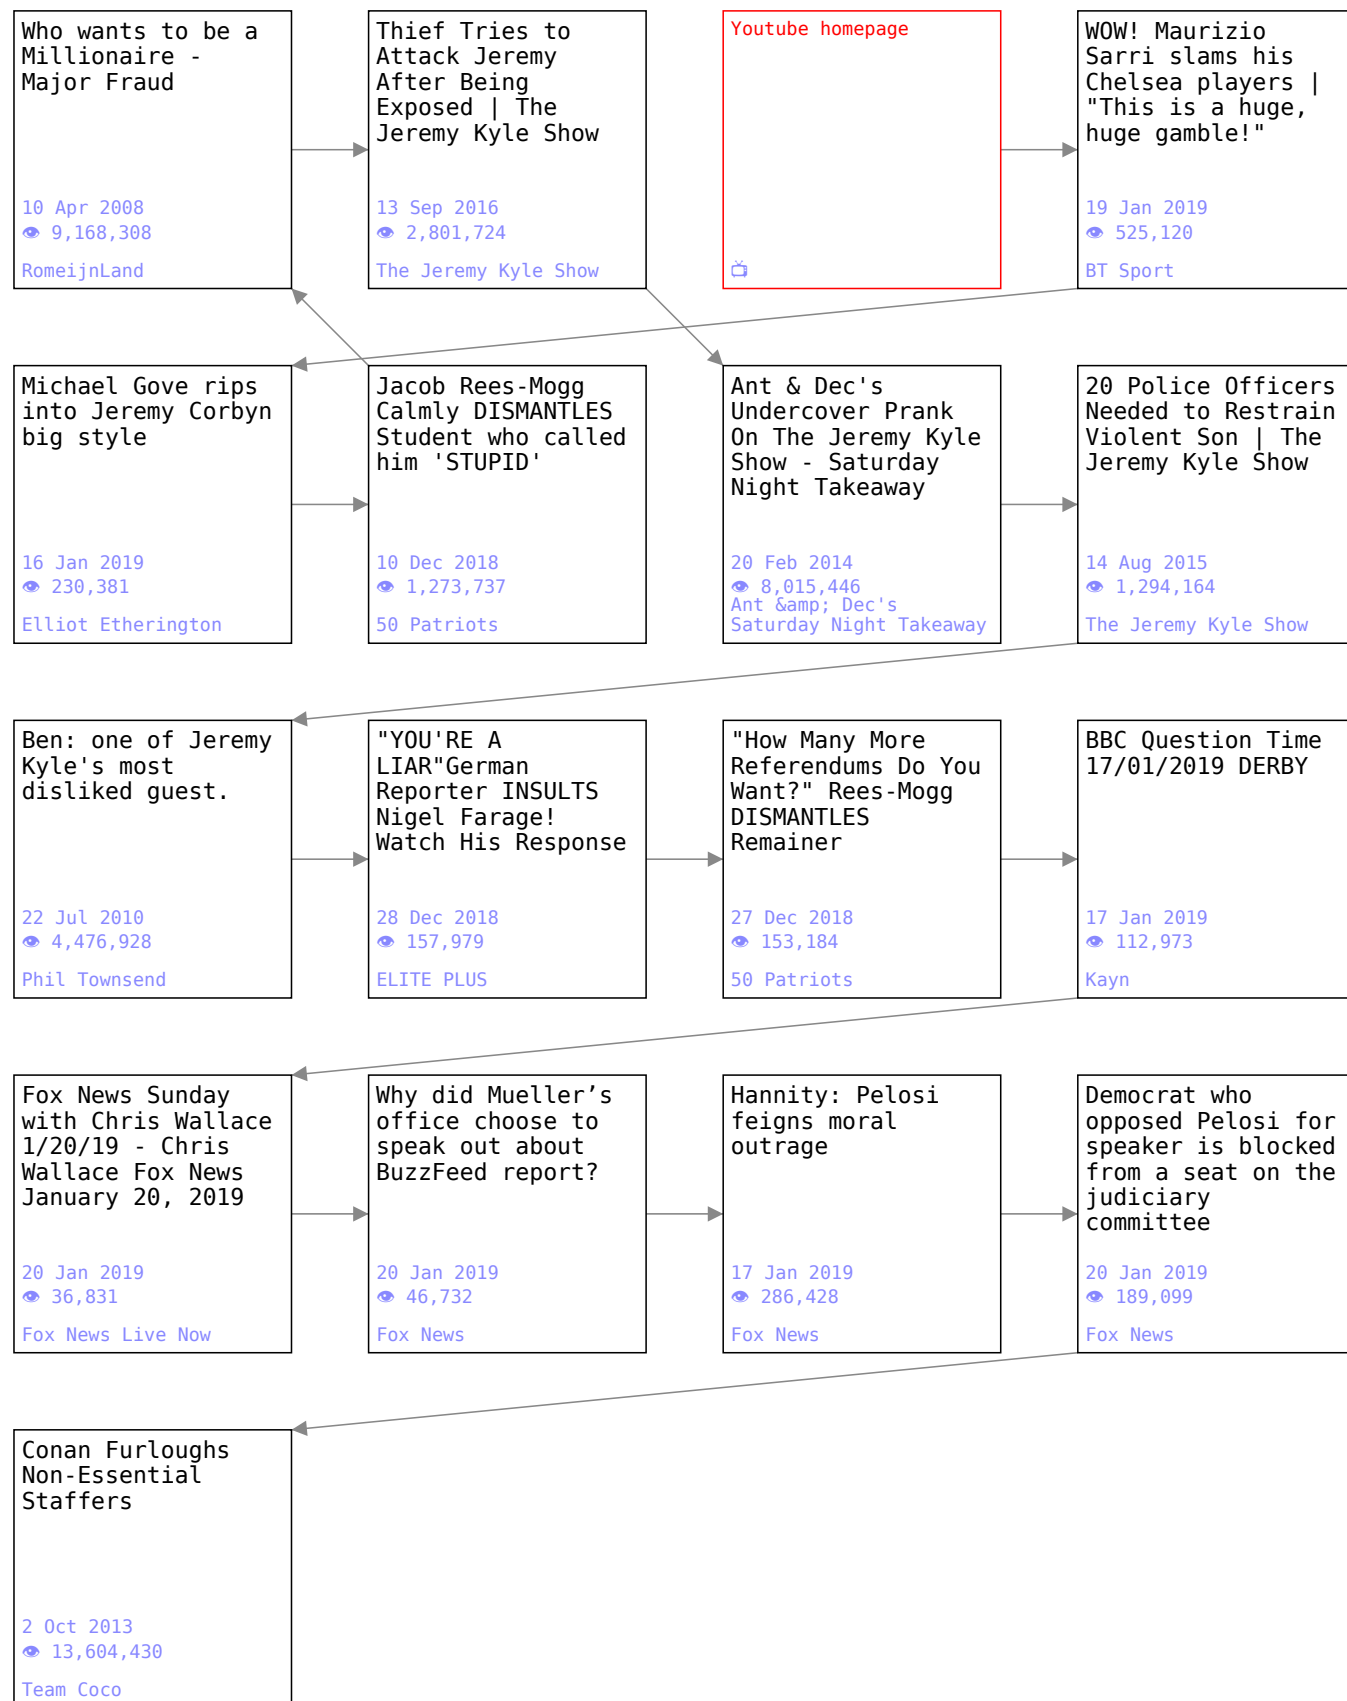 Who wants to be a
Millionaire -
Major Fraud
10 Apr 2008
👁 9,168,308
RomeijnLand
Thief Tries to
Attack Jeremy
After Being
Exposed | The
Jeremy Kyle Show
13 Sep 2016
👁 2,801,724
The Jeremy Kyle Show
Youtube homepage
📺
WOW! Maurizio
Sarri slams his
Chelsea players |
"This is a huge,
huge gamble!"
19 Jan 2019
👁 525,120
BT Sport
Michael Gove rips
into Jeremy Corbyn
big style
16 Jan 2019
👁 230,381
Elliot Etherington
Jacob Rees-Mogg
Calmly DISMANTLES
Student who called
him 'STUPID'
10 Dec 2018
👁 1,273,737
50 Patriots
Ant & Dec's
Undercover Prank
On The Jeremy Kyle
Show - Saturday
Night Takeaway
20 Feb 2014
👁 8,015,446
Ant &amp; Dec's
Saturday Night Takeaway
20 Police Officers
Needed to Restrain
Violent Son | The
Jeremy Kyle Show
14 Aug 2015
👁 1,294,164
The Jeremy Kyle Show
Ben: one of Jeremy
Kyle's most
disliked guest.
22 Jul 2010
👁 4,476,928
Phil Townsend
"YOU'RE A
LIAR"German
Reporter INSULTS
Nigel Farage!
Watch His Response
28 Dec 2018
👁 157,979
ELITE PLUS
"How Many More
Referendums Do You
Want?" Rees-Mogg
DISMANTLES
Remainer
27 Dec 2018
👁 153,184
50 Patriots
BBC Question Time
17/01/2019 DERBY
17 Jan 2019
👁 112,973
Kayn
Fox News Sunday
with Chris Wallace
1/20/19 - Chris
Wallace Fox News
January 20, 2019
20 Jan 2019
👁 36,831
Fox News Live Now
Why did Mueller’s
office choose to
speak out about
BuzzFeed report?
20 Jan 2019
👁 46,732
Fox News
Hannity: Pelosi
feigns moral
outrage
17 Jan 2019
👁 286,428
Fox News
Democrat who
opposed Pelosi for
speaker is blocked
from a seat on the
judiciary
committee
20 Jan 2019
👁 189,099
Fox News
Conan Furloughs
Non-Essential
Staffers
2 Oct 2013
👁 13,604,430
Team Coco